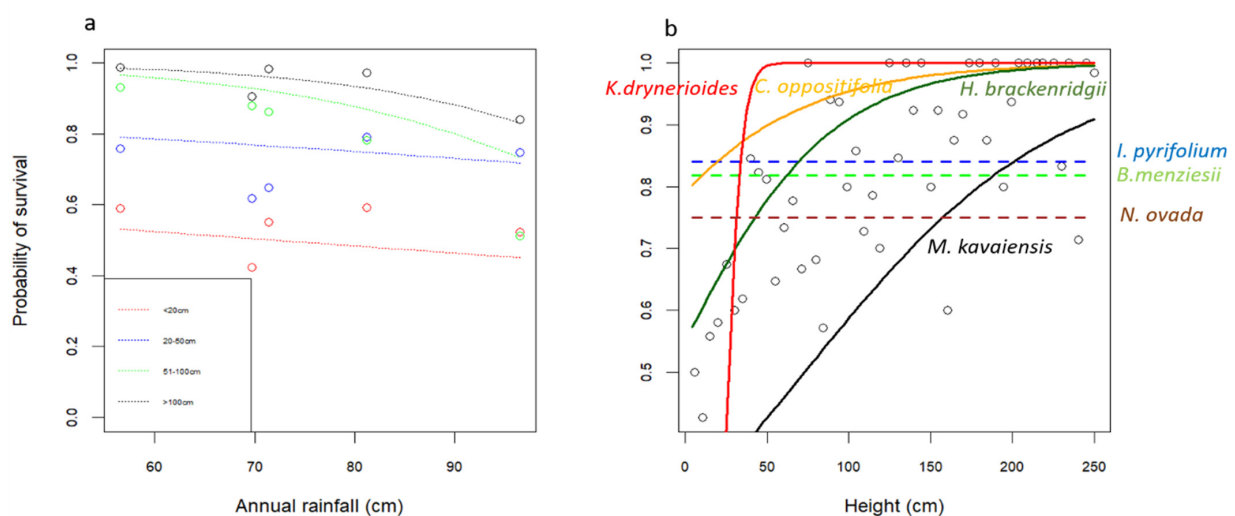 a
Probability of survival
1.0
0.8
0.6
0.4
0.2
0.0
<20cm
20-50cm
51-100cm
>100cm
60 70 80 90
Annual rainfall (cm)
b
1.0
0.9
0.8
0.7
0.6
0.5
K.drynerioides
C. oppositifolia
H. brackenridgii
I. pyrifolium
B.menziesii
N. ovada
M. kavaiensis
0 50 100 150 200 250
Height (cm)